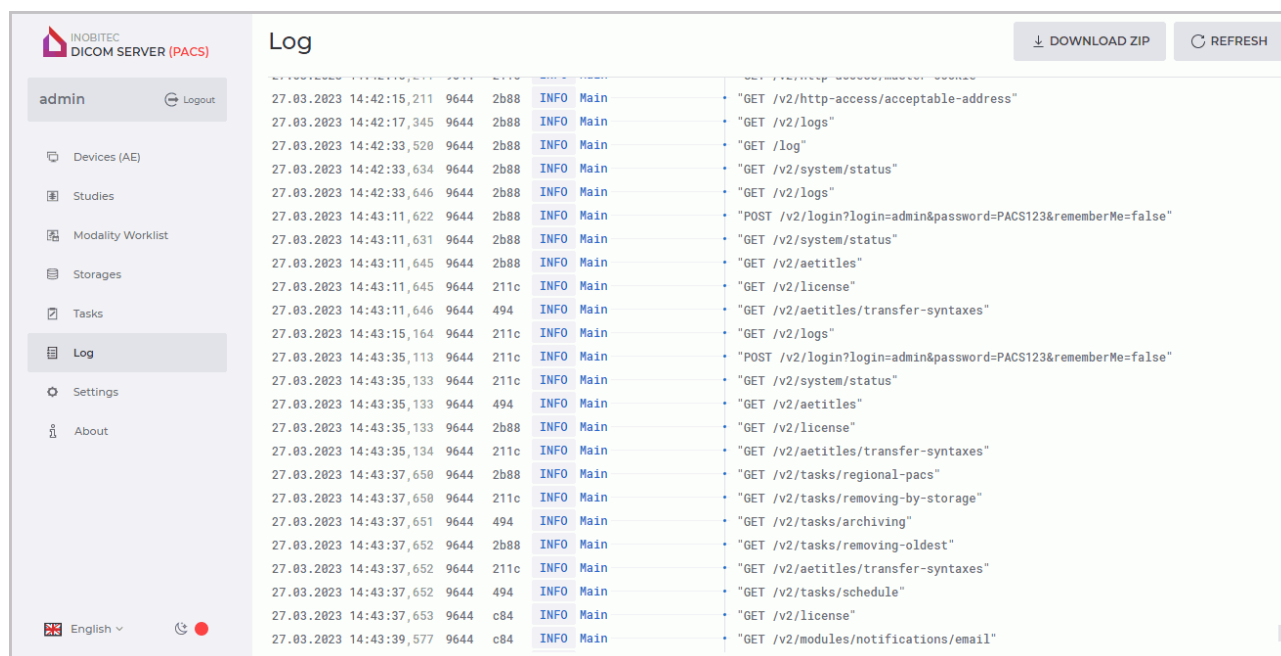 INOBITEC
DICOM SERVER (PACS)
admin
Logout
Devices (AE)
Studies
Modality Worklist
Storages
Tasks
Log
Settings
About
English
Log
DOWNLOAD ZIP
REFRESH
27.03.2023 14:42:15,211 9644 2b88 INFO Main "GET /v2/http-access/acceptable-address"
27.03.2023 14:42:17,345 9644 2b88 INFO Main "GET /v2/logs"
27.03.2023 14:42:33,520 9644 2b88 INFO Main "GET /log"
27.03.2023 14:42:33,634 9644 2b88 INFO Main "GET /v2/system/status"
27.03.2023 14:42:33,646 9644 2b88 INFO Main "GET /v2/logs"
27.03.2023 14:43:11,622 9644 2b88 INFO Main "POST /v2/login?login=admin&password=PACS123&rememberMe=false"
27.03.2023 14:43:11,631 9644 2b88 INFO Main "GET /v2/system/status"
27.03.2023 14:43:11,645 9644 2b88 INFO Main "GET /v2/aetitles"
27.03.2023 14:43:11,645 9644 211c INFO Main "GET /v2/license"
27.03.2023 14:43:11,646 9644 494 INFO Main "GET /v2/aetitles/transfer-syntaxes"
27.03.2023 14:43:15,164 9644 211c INFO Main "GET /v2/logs"
27.03.2023 14:43:35,113 9644 211c INFO Main "POST /v2/login?login=admin&password=PACS123&rememberMe=false"
27.03.2023 14:43:35,133 9644 211c INFO Main "GET /v2/system/status"
27.03.2023 14:43:35,133 9644 494 INFO Main "GET /v2/aetitles"
27.03.2023 14:43:35,133 9644 2b88 INFO Main "GET /v2/license"
27.03.2023 14:43:35,134 9644 211c INFO Main "GET /v2/aetitles/transfer-syntaxes"
27.03.2023 14:43:37,650 9644 2b88 INFO Main "GET /v2/tasks/regional-pacs"
27.03.2023 14:43:37,650 9644 211c INFO Main "GET /v2/tasks/removing-by-storage"
27.03.2023 14:43:37,651 9644 494 INFO Main "GET /v2/tasks/archiving"
27.03.2023 14:43:37,652 9644 2b88 INFO Main "GET /v2/tasks/removing-oldest"
27.03.2023 14:43:37,652 9644 211c INFO Main "GET /v2/aetitles/transfer-syntaxes"
27.03.2023 14:43:37,652 9644 494 INFO Main "GET /v2/tasks/schedule"
27.03.2023 14:43:37,653 9644 c84 INFO Main "GET /v2/license"
27.03.2023 14:43:39,577 9644 c84 INFO Main "GET /v2/modules/notifications/email"